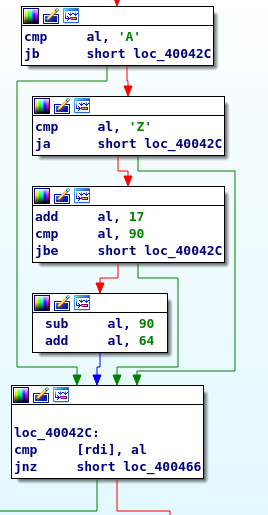 cmp al, 'A'
jb short loc_40042C
cmp al, 'Z'
ja short loc_40042C
add al, 17
cmp al, 90
jbe short loc_40042C
sub al, 90
add al, 64
loc_40042C:
cmp [rdi], al
jnz short loc_400466